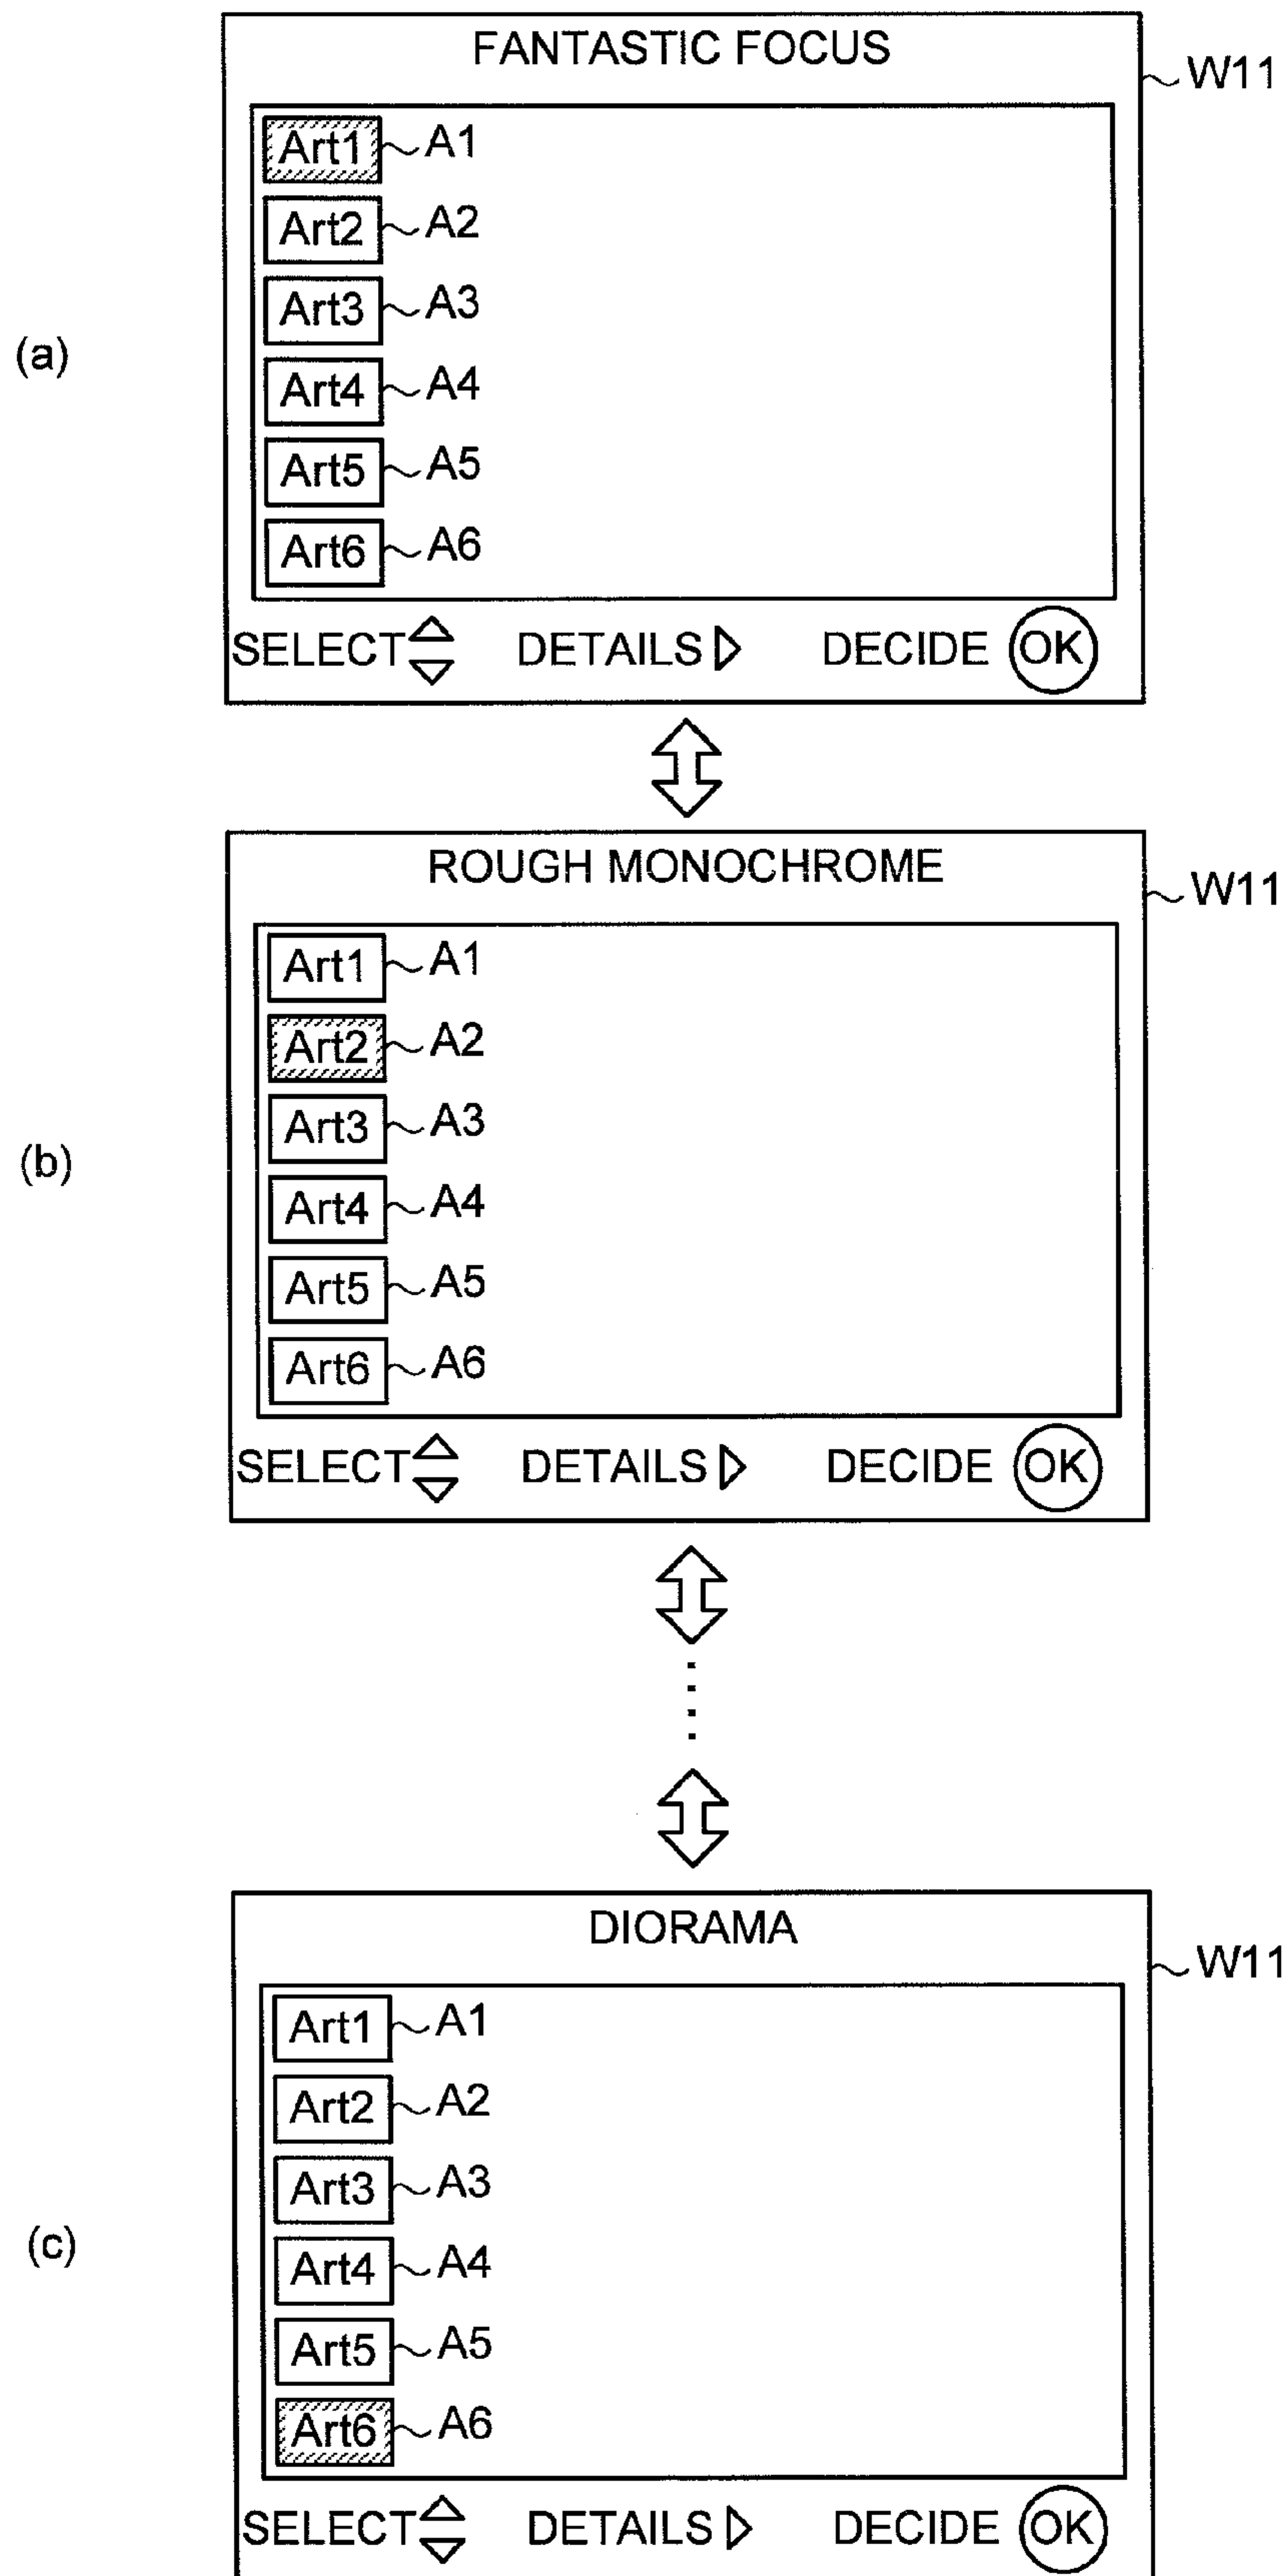 FANTASTIC FOCUS
W11
Art1 A1
Art2 A2
Art3 A3
(a)
Art4 A4
Art5 A5
Art6 A6
SELECT DETAILS DECIDE OK
ROUGH MONOCHROME
W11
Art1 A1
Art2 A2
Art3 A3
(b)
Art4 A4
Art5 A5
Art6 A6
SELECT DETAILS DECIDE OK
DIORAMA
W11
Art1 A1
Art2 A2
Art3 A3
(c)
Art4 A4
Art5 A5
Art6 A6
SELECT DETAILS DECIDE OK